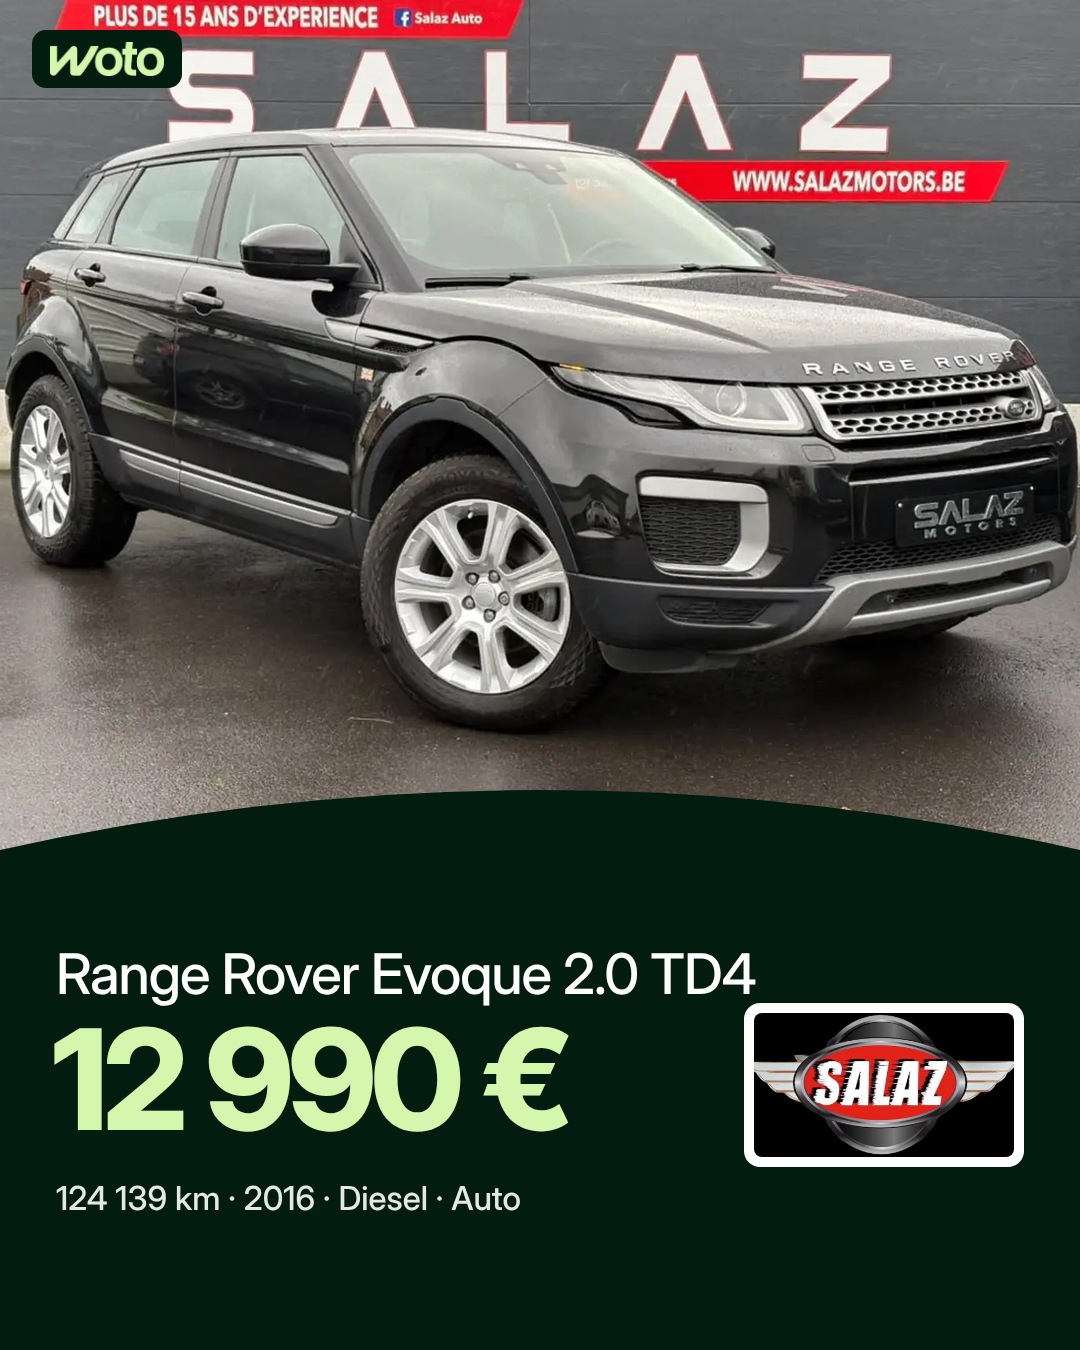 PLUS DE 15 ANS D'EXPERIENCE Salaz Auto
woto
SALAZ
WWW.SALAZMOTORS.BE
RANGE ROVER
SALAZ
MOTORS
Range Rover Evoque 2.0 TD4
12 990 €
SALAZ
124 139 km · 2016 · Diesel · Auto